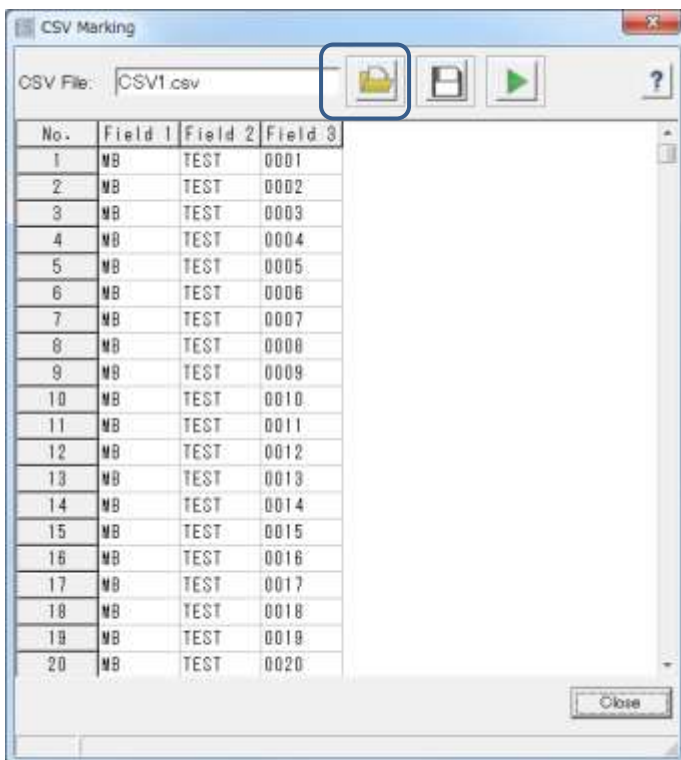 CSV Marking
CSV File: CSV1.csv ?
No. Field 1 Field 2 Field 3
1 MB TEST 0001
2 MB TEST 0002
3 MB TEST 0003
4 MB TEST 0004
5 MB TEST 0005
6 MB TEST 0006
7 MB TEST 0007
8 MB TEST 0008
9 MB TEST 0009
10 MB TEST 0010
11 MB TEST 0011
12 MB TEST 0012
13 MB TEST 0013
14 MB TEST 0014
15 MB TEST 0015
16 MB TEST 0016
17 MB TEST 0017
18 MB TEST 0018
19 MB TEST 0019
20 MB TEST 0020
Close